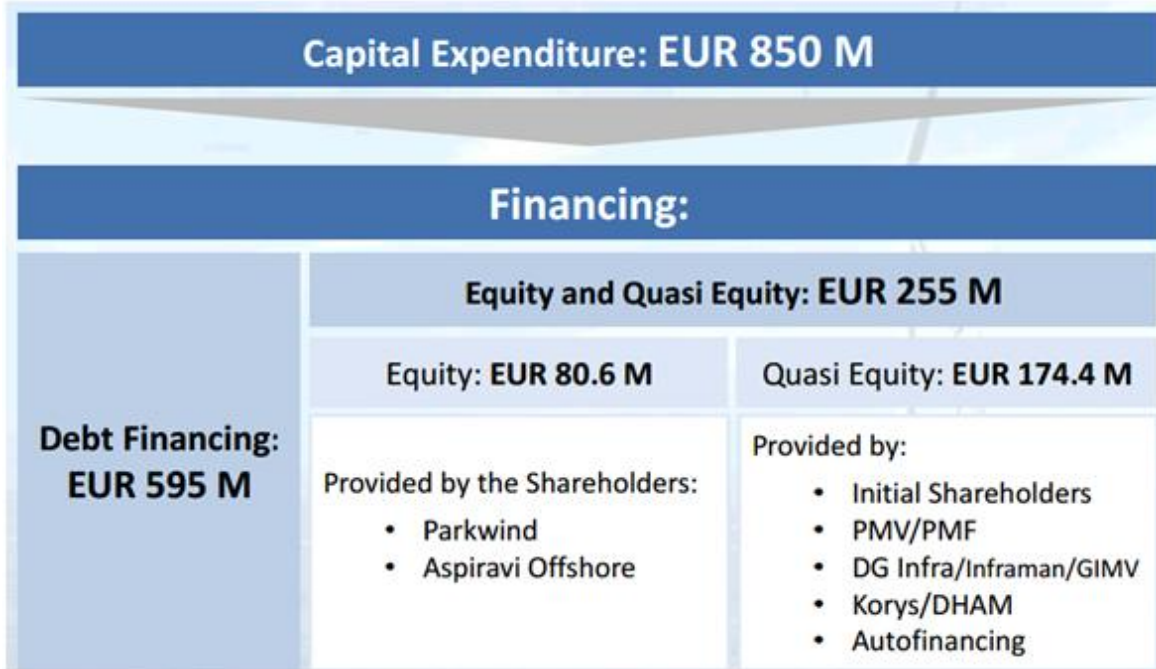 Capital Expenditure: EUR 850 M
Financing:
Debt Financing:
EUR 595 M
Equity and Quasi Equity: EUR 255 M
Equity: EUR 80.6 M
Provided by the Shareholders:
• Parkwind
• Aspiravi Offshore
Quasi Equity: EUR 174.4 M
Provided by:
• Initial Shareholders
• PMV/PMF
• DG Infra/Inframan/GIMV
• Korys/DHAM
• Autofinancing